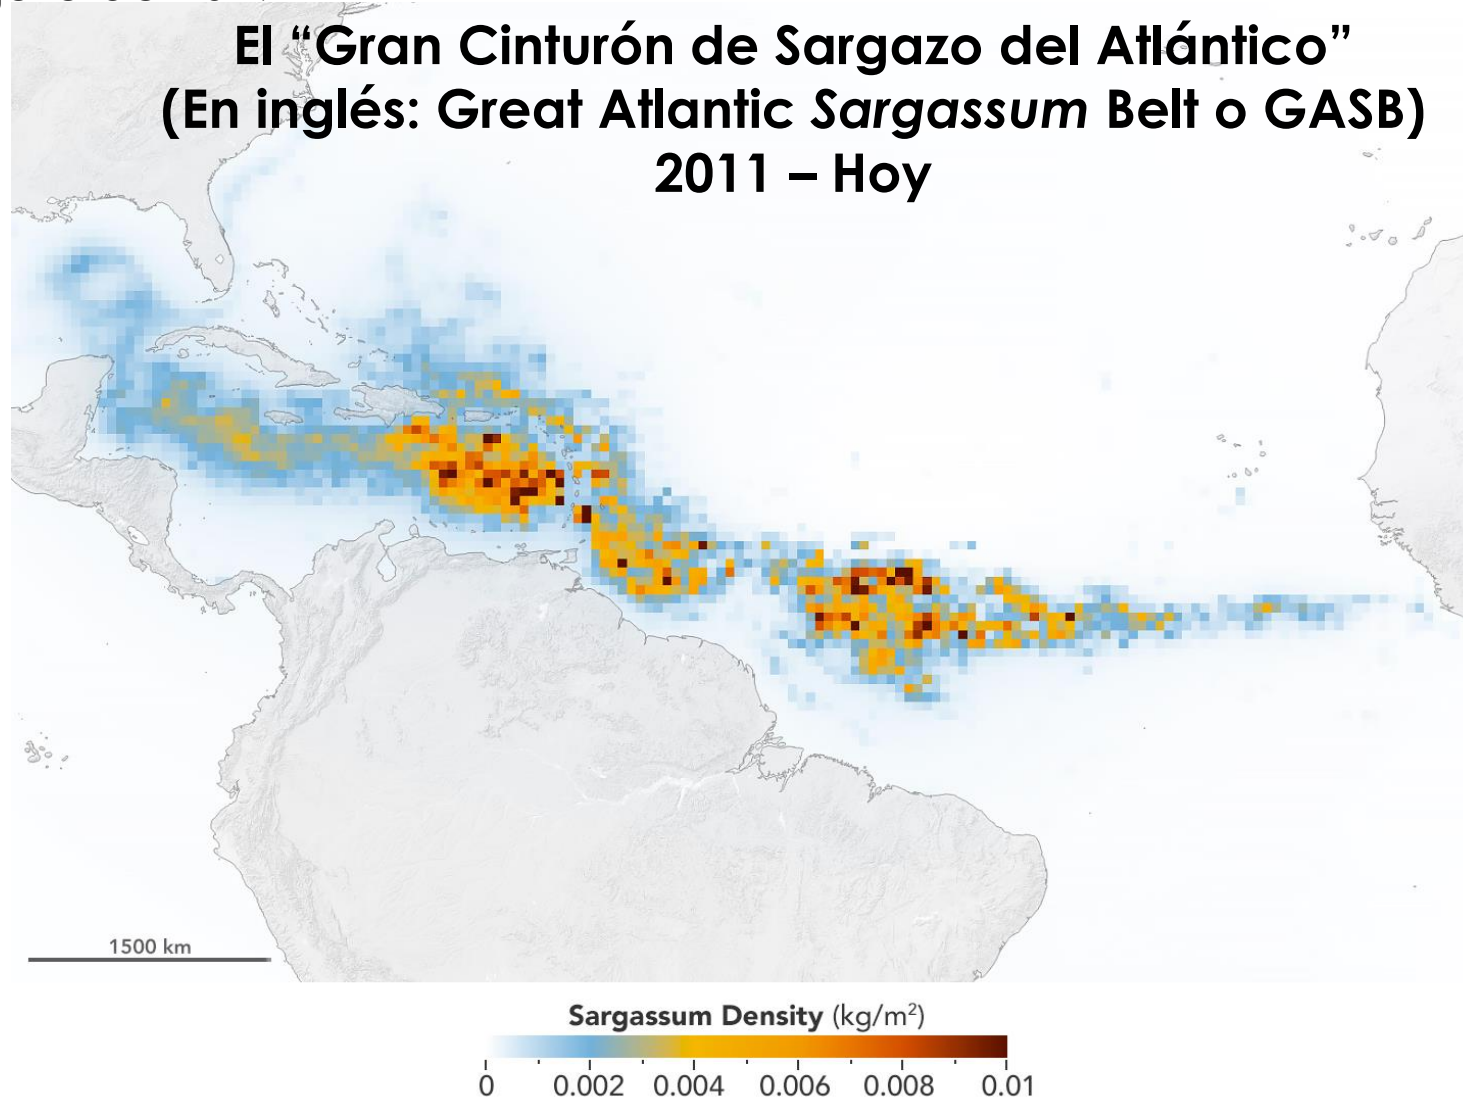 El “Gran Cinturón de Sargazo del Atlántico”
(En inglés: Great Atlantic Sargassum Belt o GASB)
2011 – Hoy
1500 km
Sargassum Density (kg/m²)
0 0.002 0.004 0.006 0.008 0.01